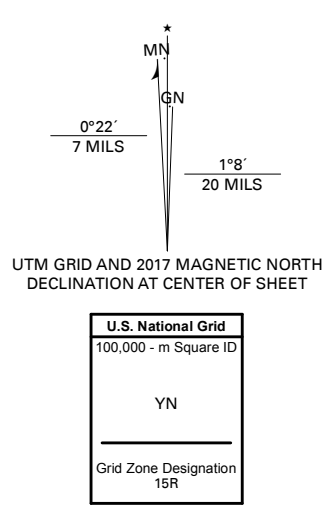 ★
MN
GN
0°22´
7 MILS
1°8´
20 MILS
UTM GRID AND 2017 MAGNETIC NORTH
DECLINATION AT CENTER OF SHEET
U.S. National Grid
100,000 - m Square ID
YN
Grid Zone Designation
15R